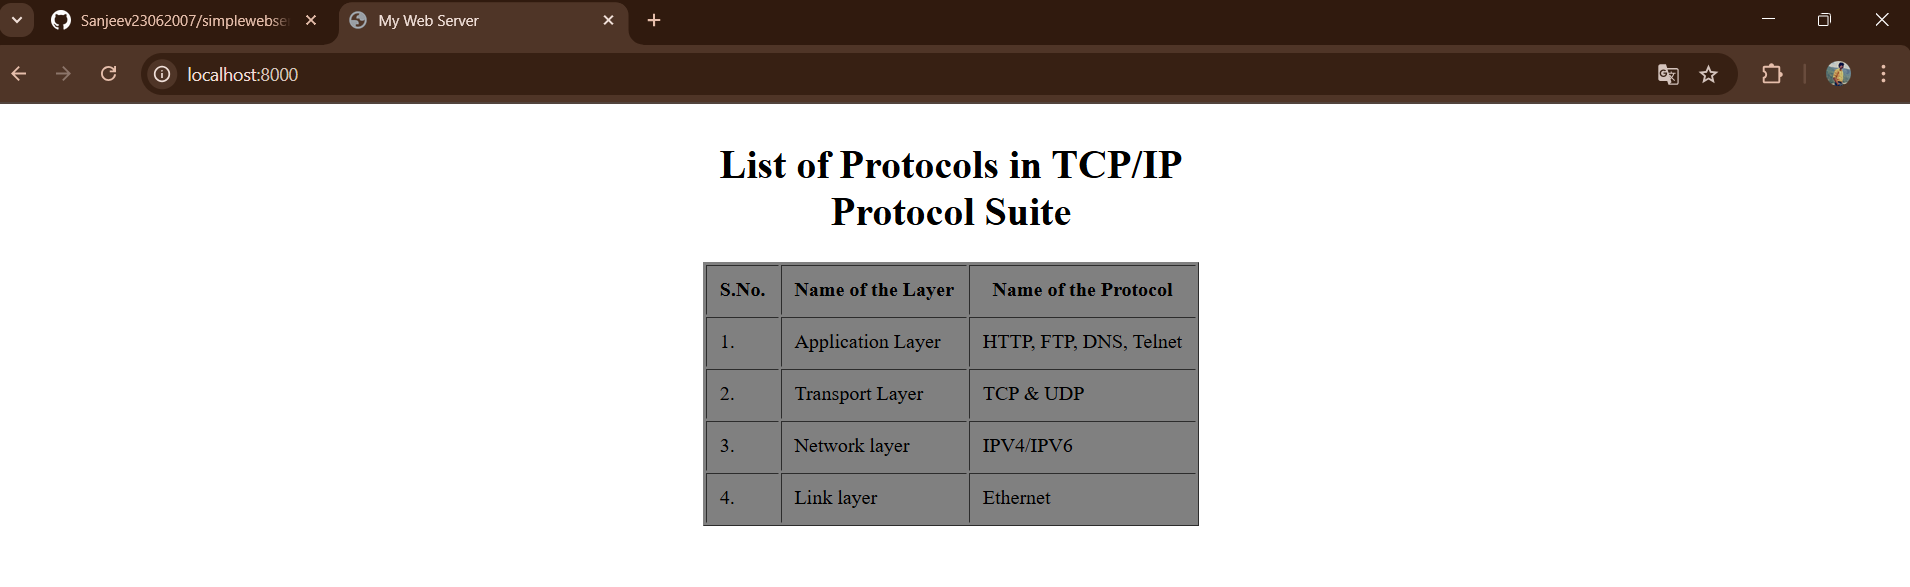 Sanjeev23062007/simplewebse
My Web Server
localhost:8000
List of Protocols in TCP/IP
Protocol Suite
S.No. Name of the Layer Name of the Protocol
1. Application Layer HTTP, FTP, DNS, Telnet
2. Transport Layer TCP & UDP
3. Network layer IPV4/IPV6
4. Link layer Ethernet